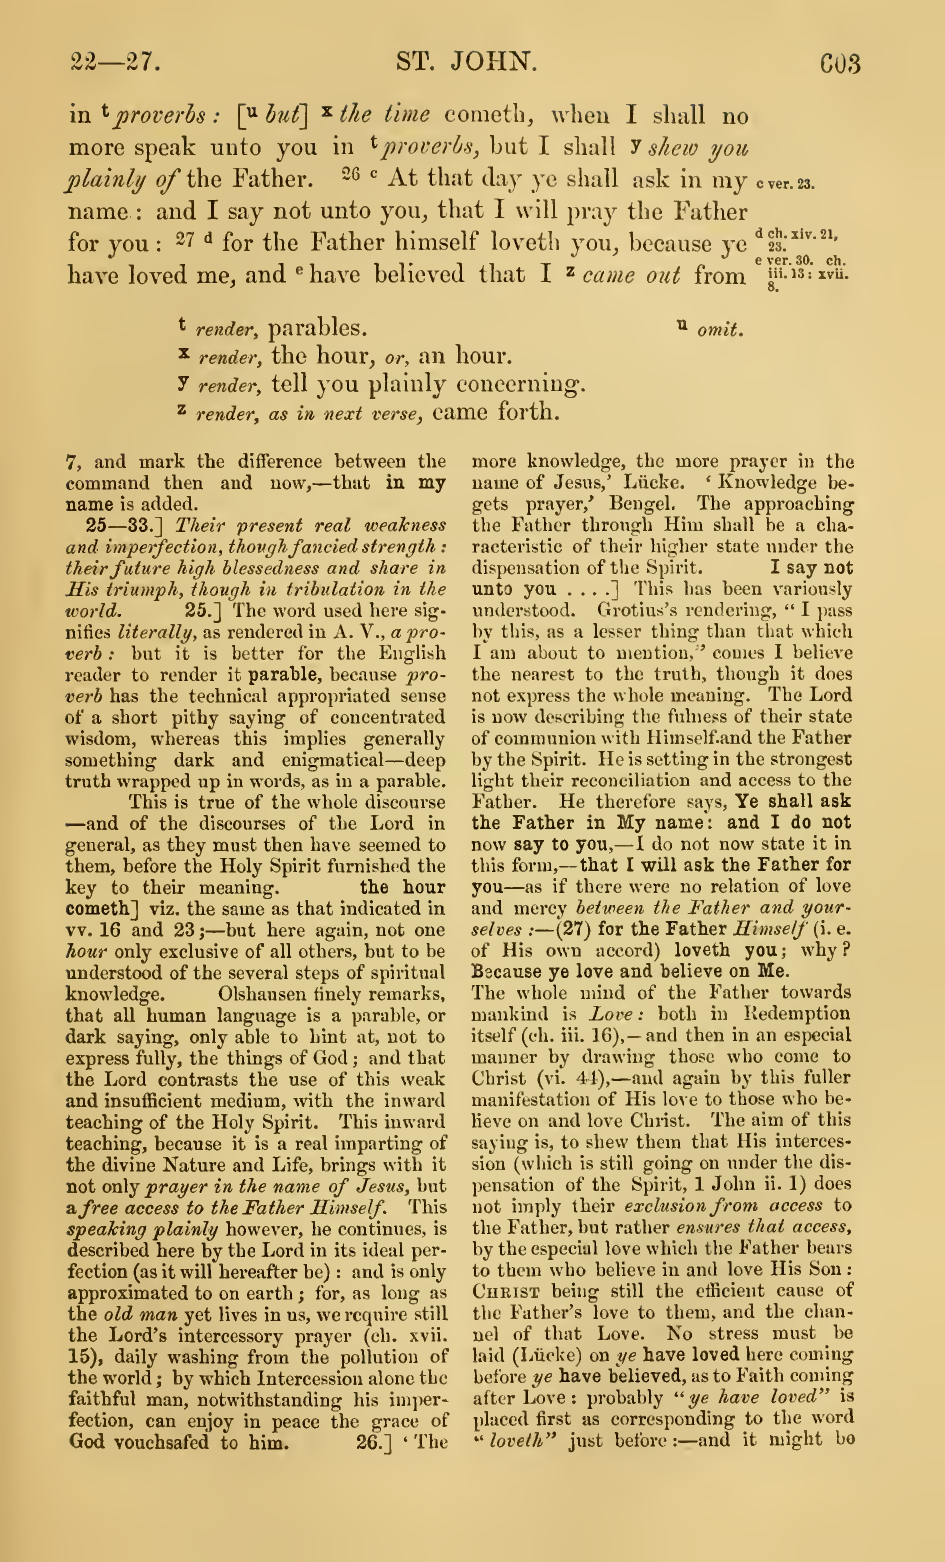 22—27. ST. JOHN. 603
in t proverbs : [u but] x the time cometh, when I shall no
more speak unto you in t proverbs, but I shall y shew you
plainly of the Father. 26 c At that day ye shall ask in my c ver. 23.
name : and I say not unto you, that I will pray the Father
for you : 27 d for the Father himself loveth you, because ye d ch. xiv. 21, 23.
have loved me, and e have believed that I z came out from e ver. 30. ch. iii. 13 : xvii. 8.
t render, parables. u omit.
x render, the hour, or, an hour.
y render, tell you plainly concerning.
z render, as in next verse, came forth.
7, and mark the difference between the
command then and now,—that in my
name is added.
25—33.] Their present real weakness
and imperfection, though fancied strength :
their future high blessedness and share in
His triumph, though in tribulation in the
world. 25.] The word used here sig-
nifies literally, as rendered in A. V., a pro-
verb : but it is better for the English
reader to render it parable, because pro-
verb has the technical appropriated sense
of a short pithy saying of concentrated
wisdom, whereas this implies generally
something dark and enigmatical—deep
truth wrapped up in words, as in a parable.
This is true of the whole discourse
—and of the discourses of the Lord in
general, as they must then have seemed to
them, before the Holy Spirit furnished the
key to their meaning. the hour
cometh] viz. the same as that indicated in
vv. 16 and 23 ;—but here again, not one
hour only exclusive of all others, but to be
understood of the several steps of spiritual
knowledge. Olshausen finely remarks,
that all human language is a parable, or
dark saying, only able to hint at, not to
express fully, the things of God ; and that
the Lord contrasts the use of this weak
and insufficient medium, with the inward
teaching of the Holy Spirit. This inward
teaching, because it is a real imparting of
the divine Nature and Life, brings with it
not only prayer in the name of Jesus, but
a free access to the Father Himself. This
speaking plainly however, he continues, is
described here by the Lord in its ideal per-
fection (as it will hereafter be) : and is only
approximated to on earth ; for, as long as
the old man yet lives in us, we require still
the Lord's intercessory prayer (ch. xvii.
15), daily washing from the pollution of
the world ; by which Intercession alone the
faithful man, notwithstanding his imper-
fection, can enjoy in peace the grace of
God vouchsafed to him. 26.] ‘ The
more knowledge, the more prayer in the
name of Jesus,’ Lücke. ‘ Knowledge be-
gets prayer,’ Bengel. The approaching
the Father through Him shall be a cha-
racteristic of their higher state under the
dispensation of the Spirit. I say not
unto you . . . .] This has been variously
understood. Grotius's rendering, “ I pass
by this, as a lesser thing than that which
I am about to mention,” comes I believe
the nearest to the truth, though it does
not express the whole meaning. The Lord
is now describing the fulness of their state
of communion with Himself.and the Father
by the Spirit. He is setting in the strongest
light their reconciliation and access to the
Father. He therefore says, Ye shall ask
the Father in My name : and I do not
now say to you,—I do not now state it in
this form,—that I will ask the Father for
you—as if there were no relation of love
and mercy between the Father and your-
selves :—(27) for the Father Himself (i. e.
of His own accord) loveth you ; why ?
Because ye love and believe on Me.
The whole mind of the Father towards
mankind is Love : both in Redemption
itself (ch. iii. 16),—and then in an especial
manner by drawing those who come to
Christ (vi. 44),—and again by this fuller
manifestation of His love to those who be-
lieve on and love Christ. The aim of this
saying is, to shew them that His interces-
sion (which is still going on under the dis-
pensation of the Spirit, 1 John ii. 1) does
not imply their exclusion from access to
the Father, but rather ensures that access,
by the especial love which the Father bears
to them who believe in and love His Son :
CHRIST being still the efficient cause of
the Father's love to them, and the chan-
nel of that Love. No stress must be
laid (Lücke) on ye have loved here coming
before ye have believed, as to Faith coming
after Love : probably “ ye have loved” is
placed first as corresponding to the word
“ loveth” just before :—and it might be